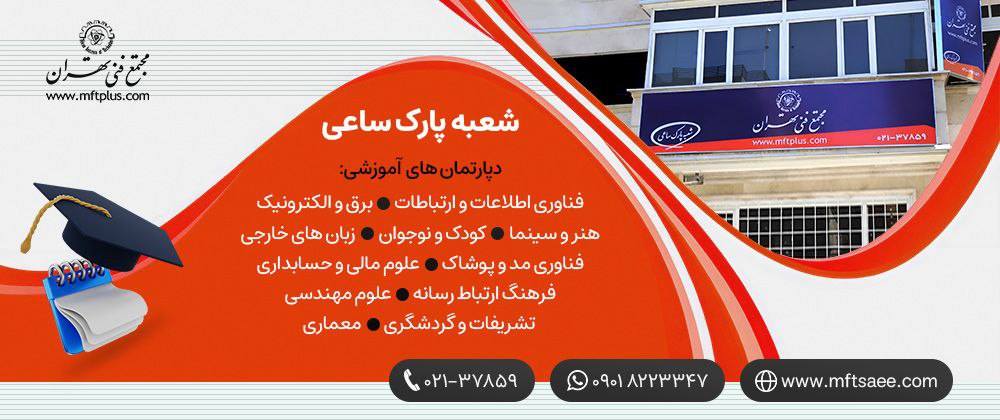 مجتمع فنی تهران
www.mftplus.com
شعبه پارک ساعی
دپارتمان های آموزشی:
فناوری اطلاعات و ارتباطات ● برق و الکترونیک
هنر و سینما ● کودک و نوجوان ● زبان های خارجی
فناوری مد و پوشاک ● علوم مالی و حسابداری
فرهنگ ارتباط رسانه ● علوم مهندسی
تشریفات و گردشگری ● معماری
مجتمع فنی تهران
www.mftplus.com
شعبه پارک ساعی
۰۲۱-۳۷۸۵۹
۰۲۱-۳۷۸۵۹
۰۹۰۱ ۸۲۲۳۳۴۷
www.mftsaee.com